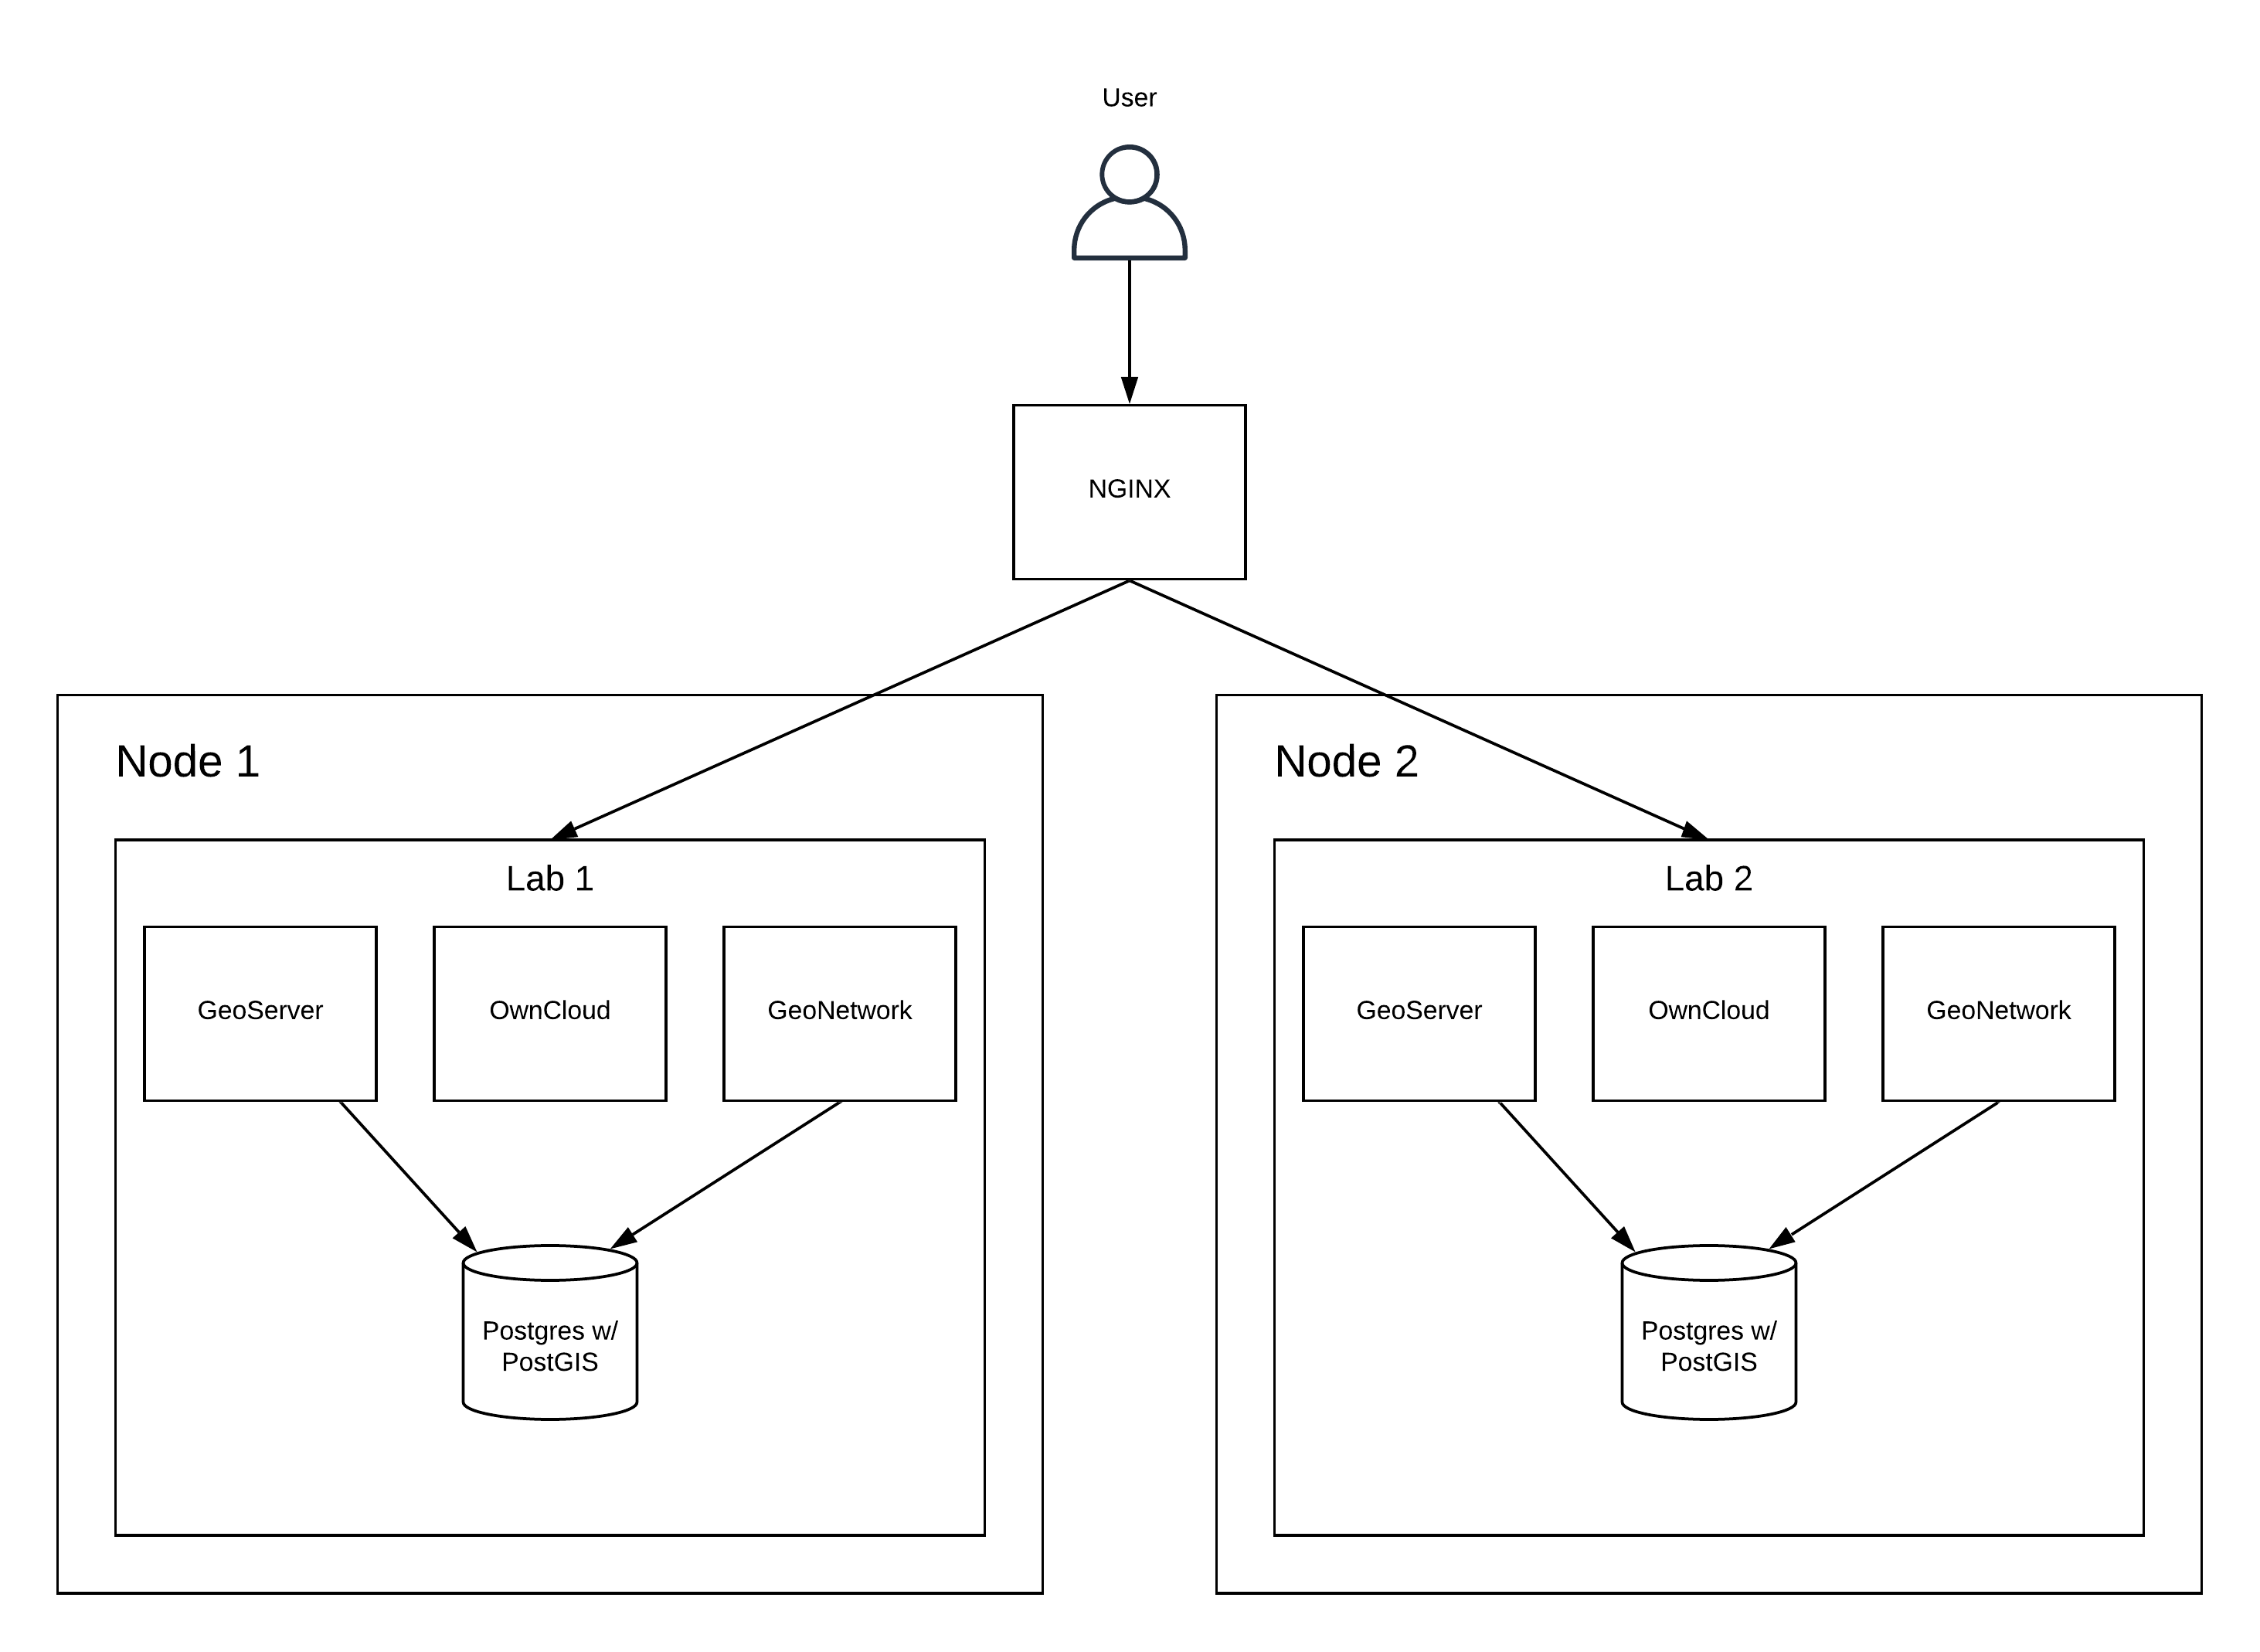 User
NGINX
Node 1
Node 2
Lab 1
Lab 2
GeoServer
OwnCloud
GeoNetwork
GeoServer
OwnCloud
GeoNetwork
Postgres w/
PostGIS
Postgres w/
PostGIS